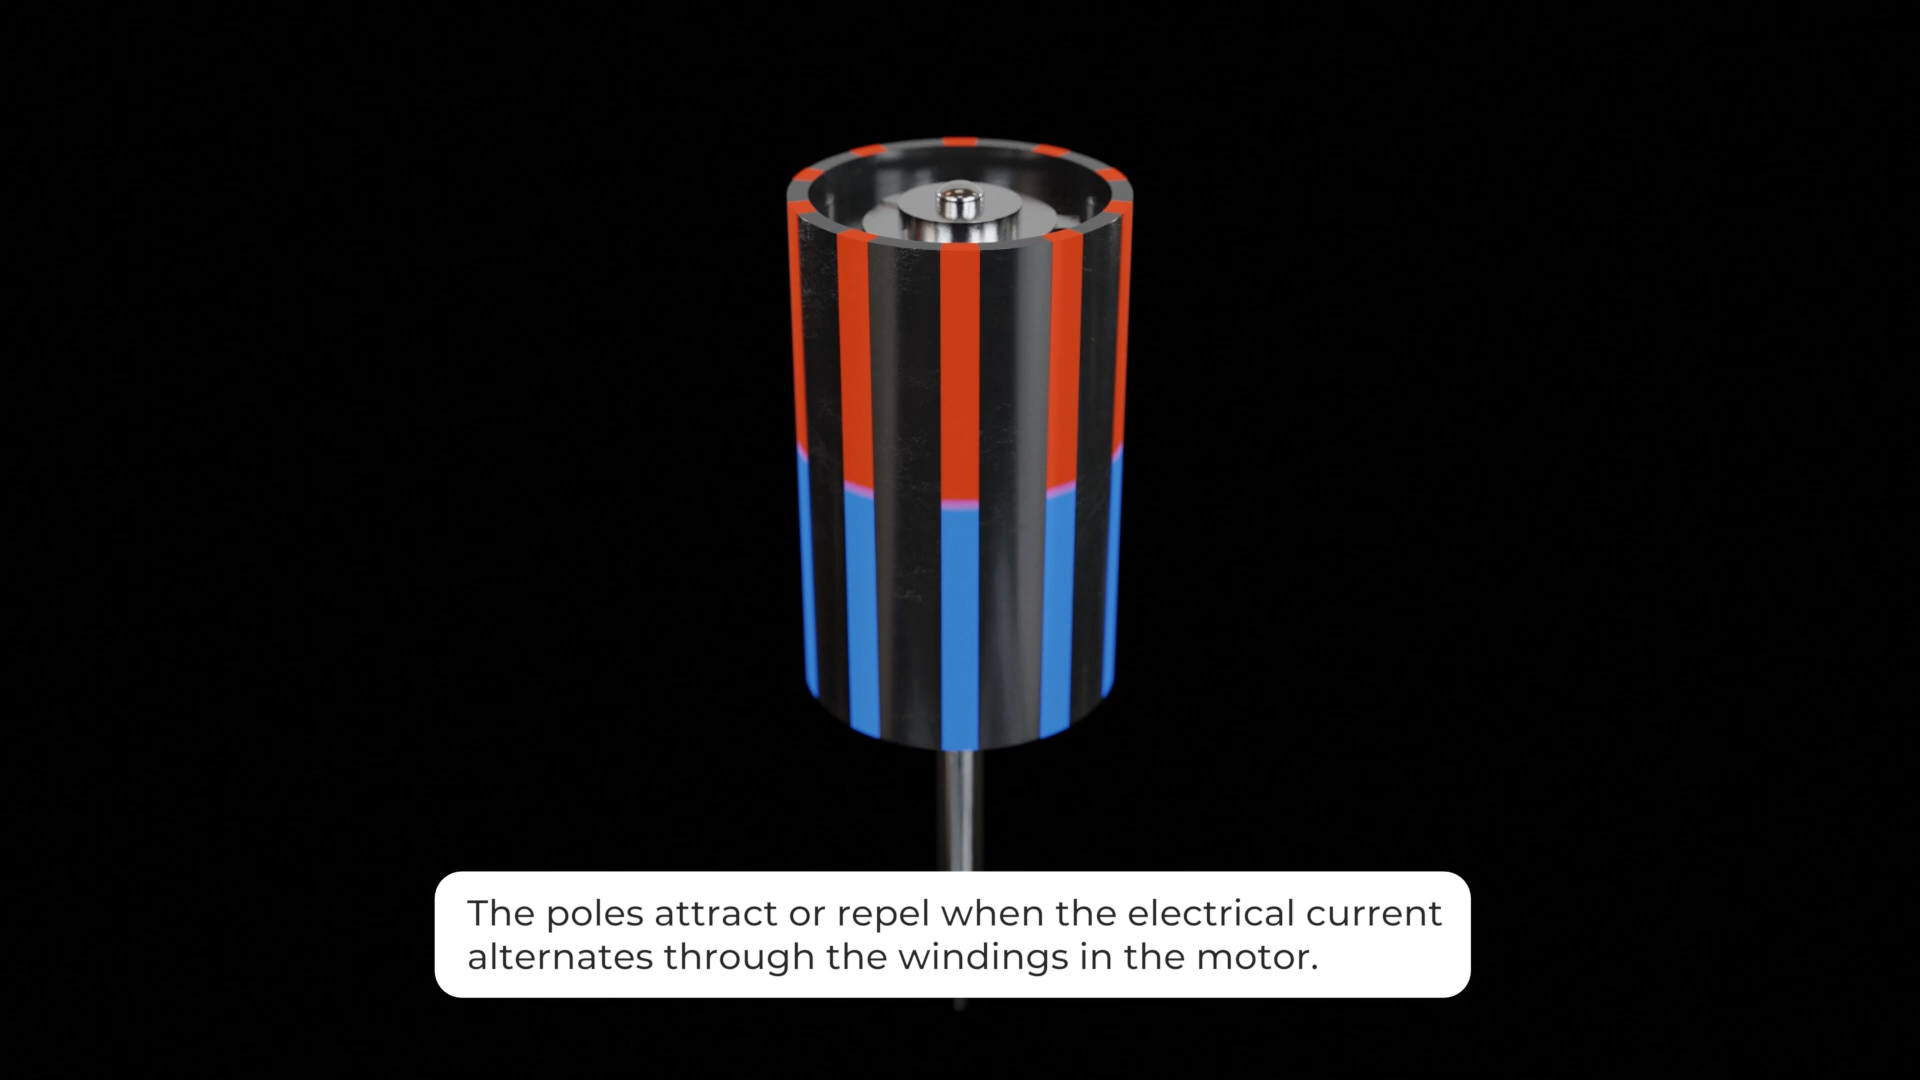 The poles attract or repel when the electrical current
alternates through the windings in the motor.